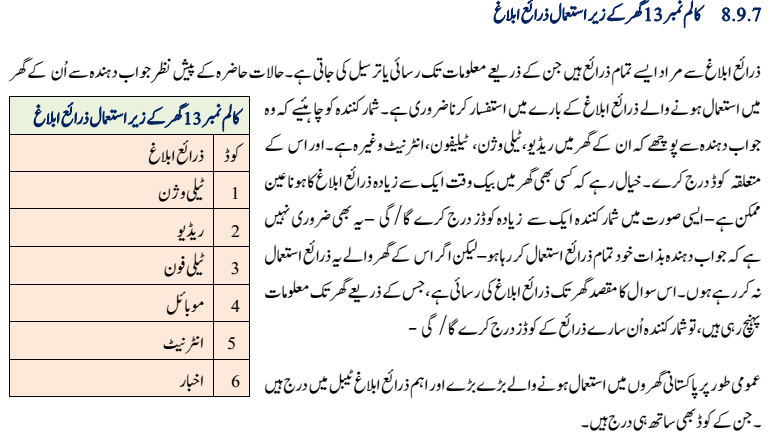 8.9.7 کالم نمبر 13 گھر کے زیر استعمال ذرائع ابلاغ
ذرائع ابلاغ سے مراد ایسے تمام ذرائع ہیں جن کے ذریعے معلومات تک رسائی یا ترسیل کی جاتی ہے۔ حالات حاضرہ کے پیش نظر جواب دہندہ سے اُن کے گھر
میں استعمال ہونے والے ذرائع ابلاغ کے بارے میں استفسار کرنا ضروری ہے۔ شمار کنندہ کو چاہئیے کہ وہ
جواب دہندہ سے پوچھے کہ ان کے گھر میں ریڈیو، ٹیلی وژن، ٹیلیفون، انٹرنیٹ وغیرہ ہے۔ اور اس کے
متعلقہ کوڈ درج کرے۔ خیال رہے کہ کسی بھی گھر میں بیک وقت ایک سے زیادہ ذرائع ابلاغ کا ہونا عین
ممکن ہے – ایسی صورت میں شمار کنندہ ایک سے زیادہ کوڈز درج کرے گا/ گی – یہ بھی ضروری نہیں
ہے کہ جواب دہندہ بذات خود تمام ذرائع استعمال کر رہا ہو – لیکن اگر اس کے گھر والے یہ ذرائع استعمال
نہ کر رہے ہوں۔ اس سوال کا مقصد گھر تک ذرائع ابلاغ کی رسائی ہے، جس کے ذریعے گھر تک معلومات
پہنچ رہی ہیں، تو شمار کنندہ اُن سارے ذرائع کے کوڈز درج کرے گا/ گی –
عمومی طور پر پاکستانی گھروں میں استعمال ہونے والے بڑے بڑے اور اہم ذرائع ابلاغ ٹیبل میں درج ہیں
۔ جن کے کوڈ بھی ساتھ ہی درج ہیں۔
کالم نمبر 13 گھر کے زیر استعمال ذرائع ابلاغ
کوڈ ذرائع ابلاغ
1 ٹیلی وژن
2 ریڈیو
3 ٹیلی فون
4 موبائل
5 انٹرنیٹ
6 اخبار